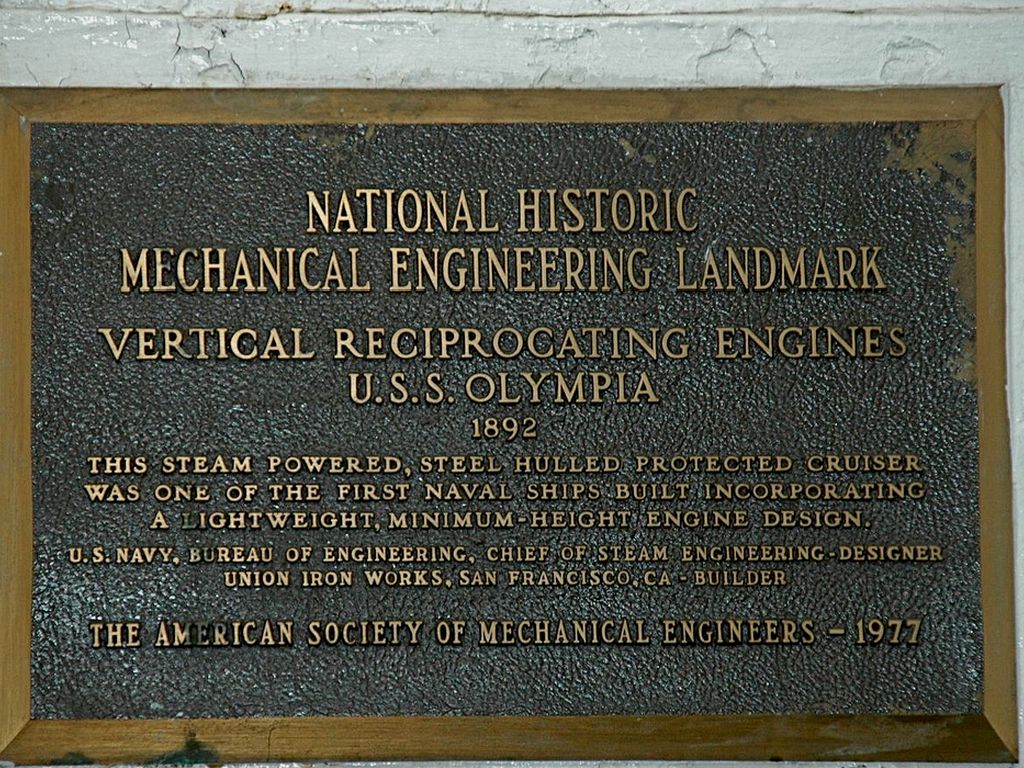 NATIONAL HISTORIC
MECHANICAL ENGINEERING LANDMARK
VERTICAL RECIPROCATING ENGINES
U.S.S. OLYMPIA
1892
THIS STEAM POWERED, STEEL HULLED PROTECTED CRUISER
WAS ONE OF THE FIRST NAVAL SHIPS BUILT INCORPORATING
A LIGHTWEIGHT, MINIMUM-HEIGHT ENGINE DESIGN.
U.S. NAVY, BUREAU OF ENGINEERING, CHIEF OF STEAM ENGINEERING-DESIGNER
UNION IRON WORKS, SAN FRANCISCO, CA - BUILDER
THE AMERICAN SOCIETY OF MECHANICAL ENGINEERS - 1977